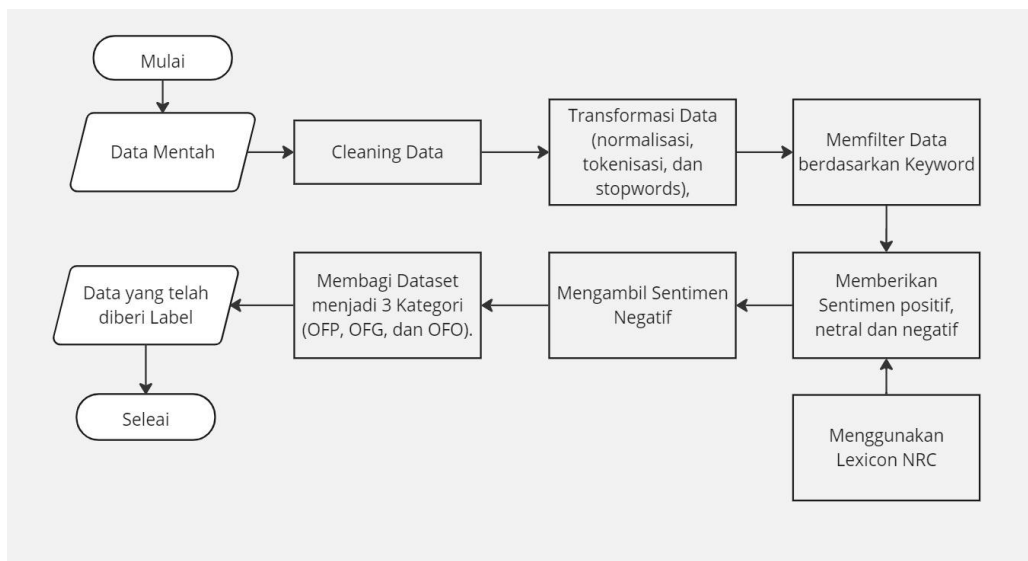 Mulai
Data Mentah
Cleaning Data
Transformasi Data
(normalisasi,
tokenisasi, dan
stopwords),
Memfilter Data
berdasarkan Keyword
Memberikan
Sentimen positif,
netral dan negatif
Menggunakan
Lexicon NRC
Mengambil Sentimen
Negatif
Membagi Dataset
menjadi 3 Kategori
(OFP, OFG, dan OFO).
Data yang telah
diberi Label
Seleai